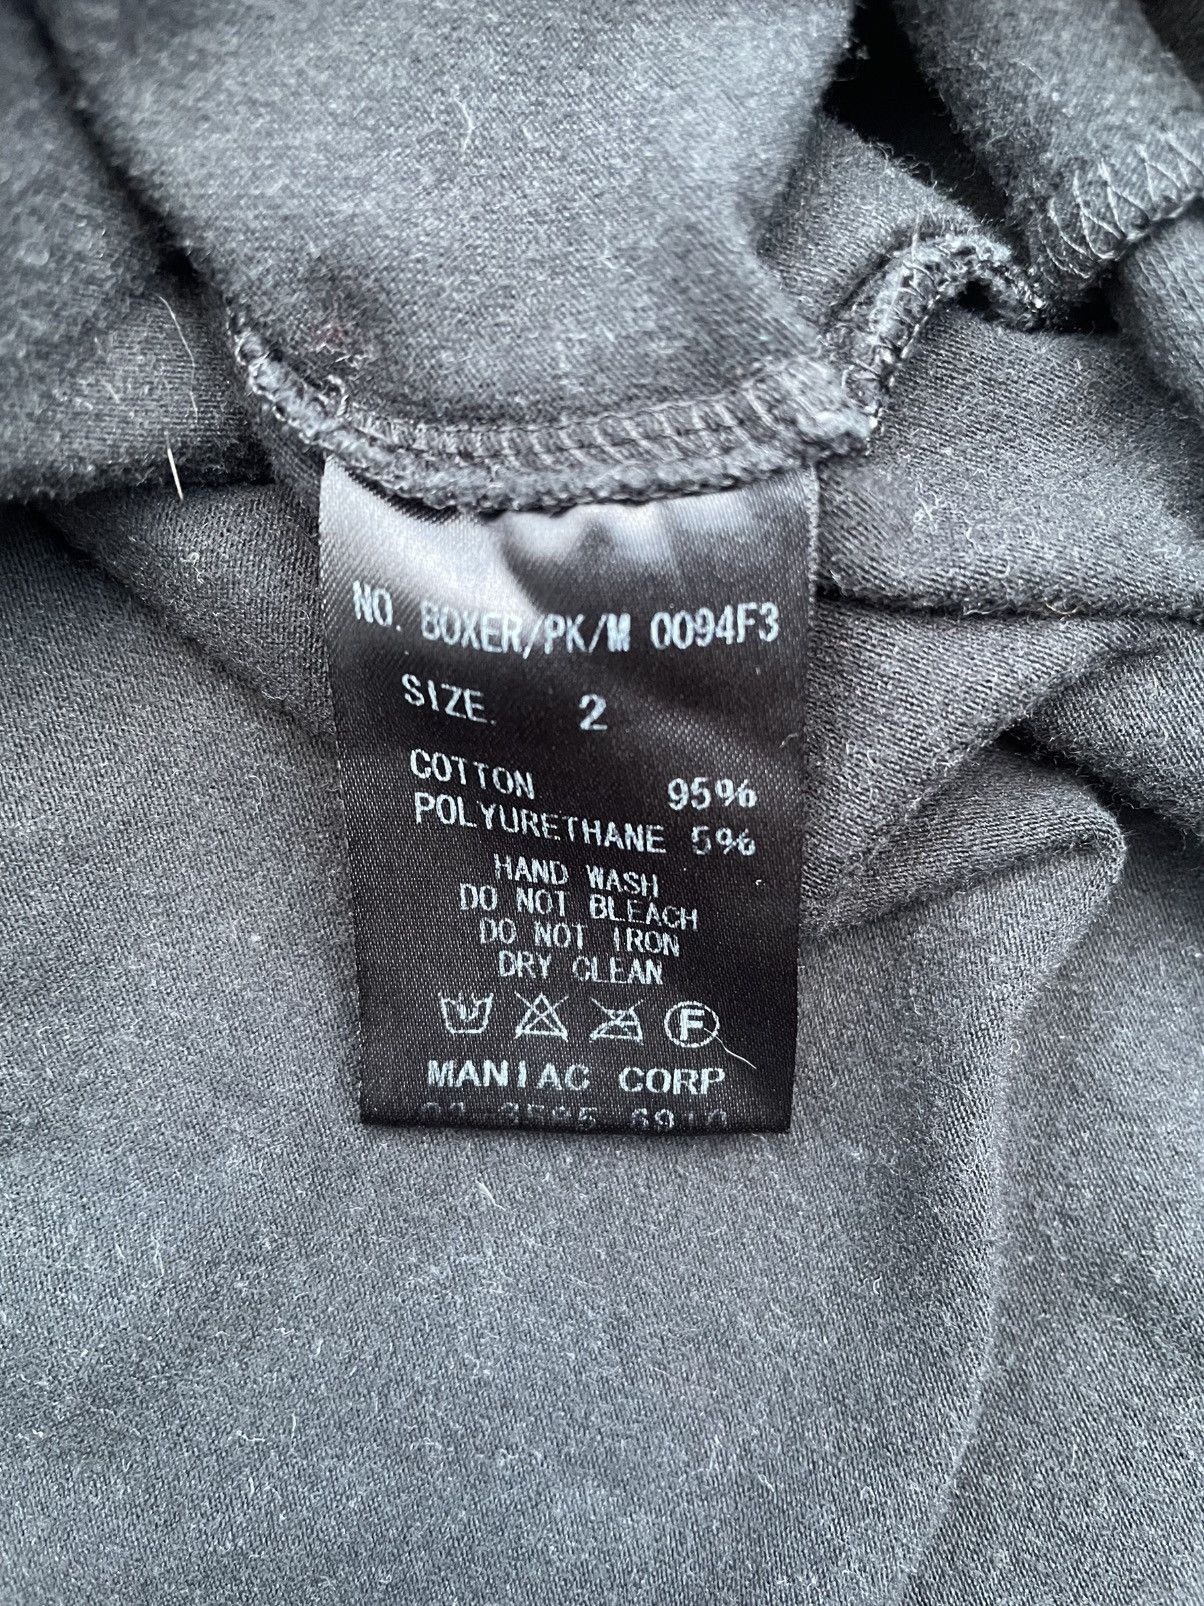 NO. BOXER/PK/M 0094F3
SIZE. 2
COTTON 95%
POLYURETHANE 5%
HAND WASH
DO NOT BLEACH
DO NOT IRON
DRY CLEAN
F
MANIAC CORP